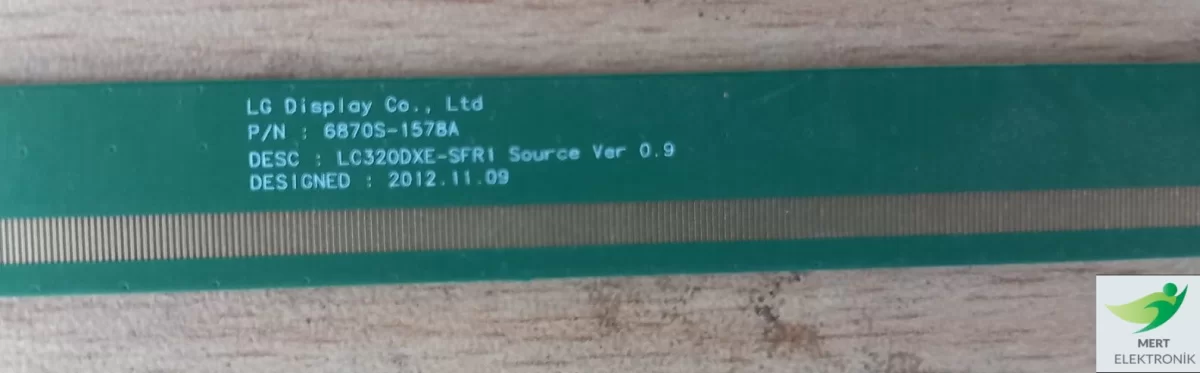 LG Display Co., Ltd
P/N : 6870S-1578A
DESC : LC320DXE-SFR1 Source Ver 0.9
DESIGNED : 2012.11.09
MERT
ELEKTRONİK